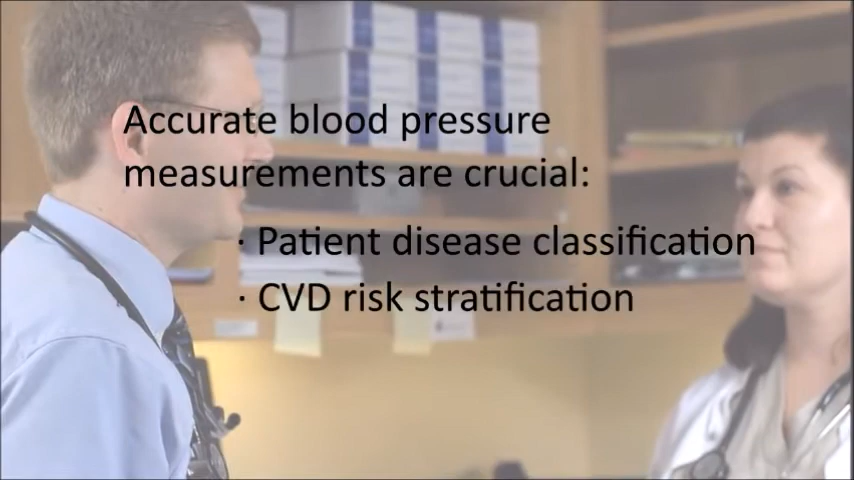 Accurate blood pressure
measurements are crucial:
· Patient disease classification
· CVD risk stratification